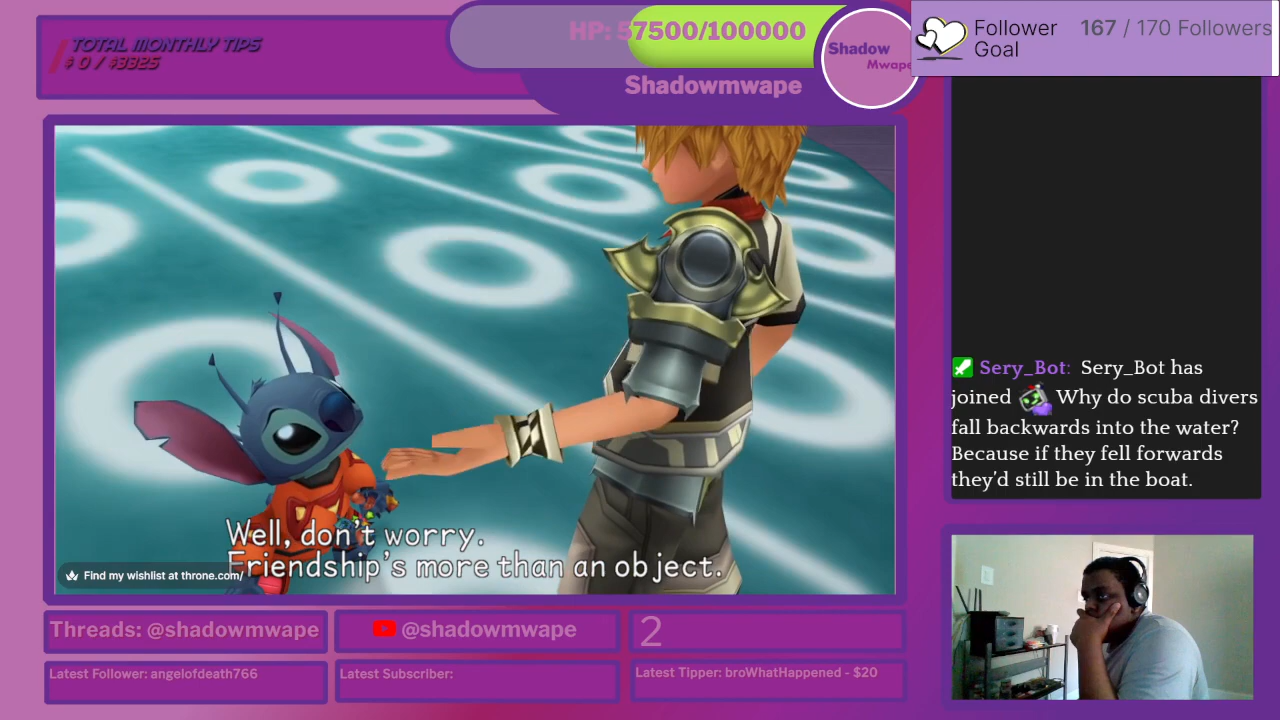 TOTAL MONTHLY TIPS
$ 0 / $3325
HP: 57500/100000
Shadowmwape
Shadow
Mwape
Follower
Goal
167 / 170 Followers
Sery_Bot: Sery_Bot has
joined Why do scuba divers
fall backwards into the water?
Because if they fell forwards
they'd still be in the boat.
Well, don't worry.
Friendship's more than an object.
Find my wishlist at throne.com/
Threads: @shadowmwape
@shadowmwape
2
Latest Follower: angelofdeath766
Latest Subscriber:
Latest Tipper: broWhatHappened - $20